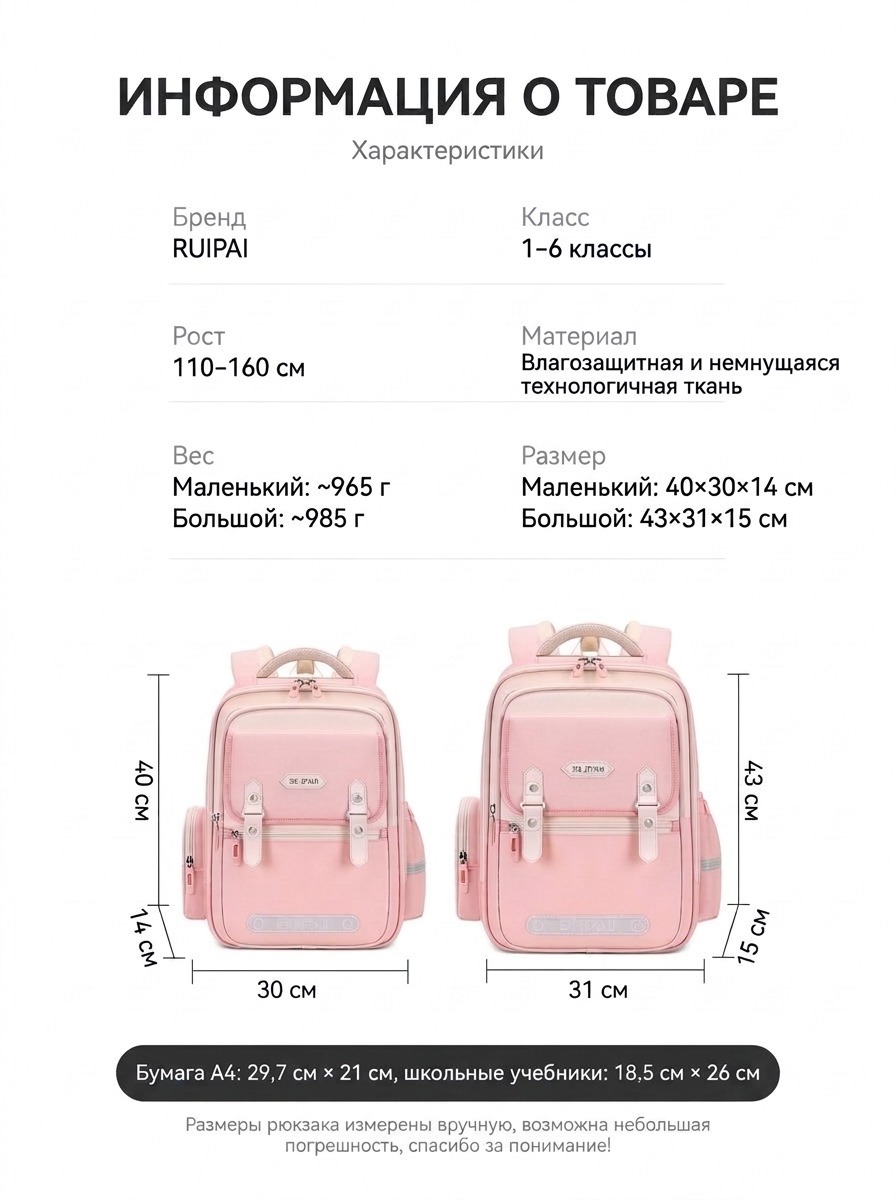 ИНФОРМАЦИЯ О ТОВАРЕ
Характеристики
Бренд
RUIPAI
Класс
1–6 классы
Рост
110–160 см
Материал
Влагозащитная и немнущаяся
технологичная ткань
Вес
Маленький: ~965 г
Большой: ~985 г
Размер
Маленький: 40×30×14 см
Большой: 43×31×15 см
40 см
14 см
30 см
43 см
15 см
31 см
Бумага А4: 29,7 см × 21 см, школьные учебники: 18,5 см × 26 см
Размеры рюкзака измерены вручную, возможна небольшая
погрешность, спасибо за понимание!